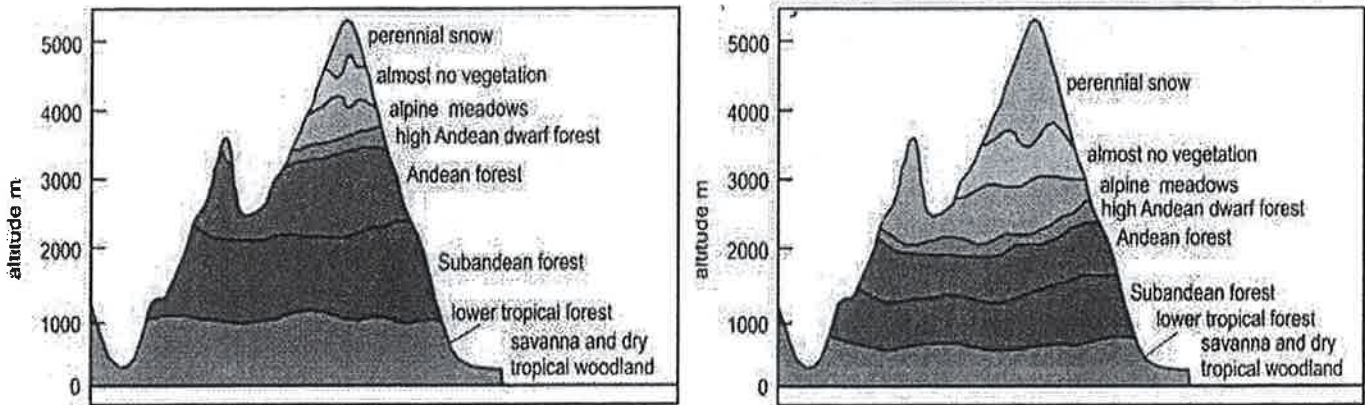 5000
4000
3000
2000
1000
0
altitude m
perennial snow
almost no vegetation
alpine meadows
high Andean dwarf forest
Andean forest
Subandean forest
lower tropical forest
savanna and dry
tropical woodland
5000
4000
3000
2000
1000
0
altitude m
perennial snow
almost no vegetation
alpine meadows
high Andean dwarf forest
Andean forest
Subandean forest
lower tropical forest
savanna and dry
tropical woodland